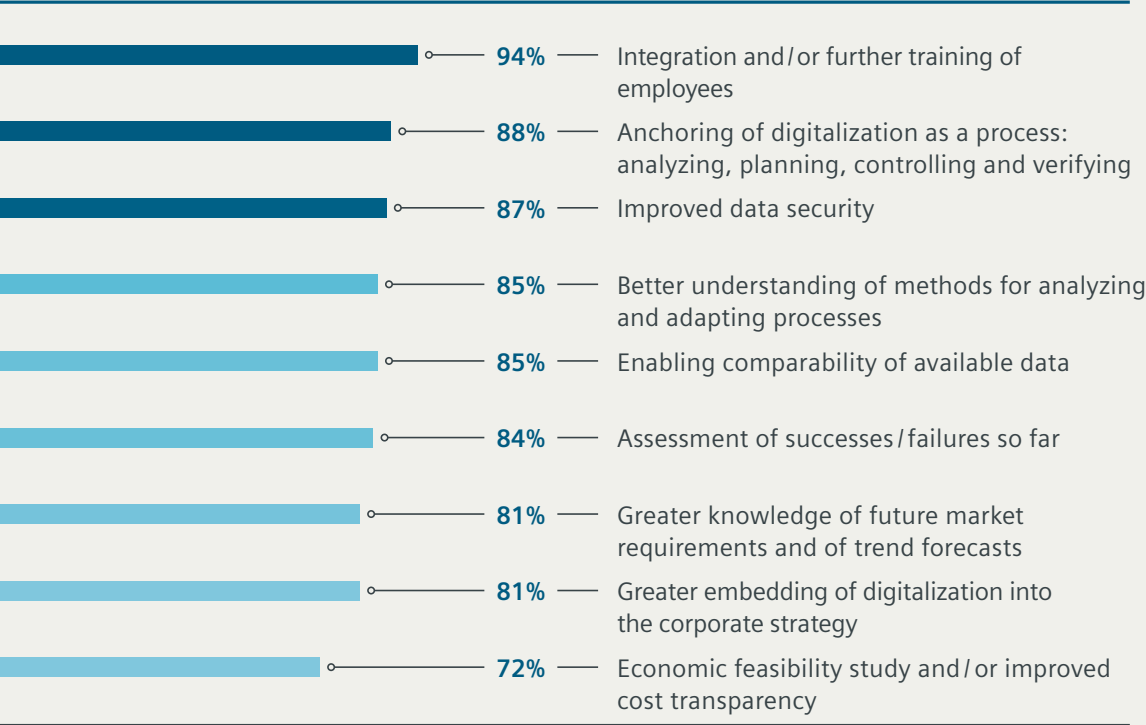 94% Integration and/or further training of
employees
88% Anchoring of digitalization as a process:
analyzing, planning, controlling and verifying
87% Improved data security
85% Better understanding of methods for analyzing
and adapting processes
85% Enabling comparability of available data
84% Assessment of successes/failures so far
81% Greater knowledge of future market
requirements and of trend forecasts
81% Greater embedding of digitalization into
the corporate strategy
72% Economic feasibility study and/or improved
cost transparency